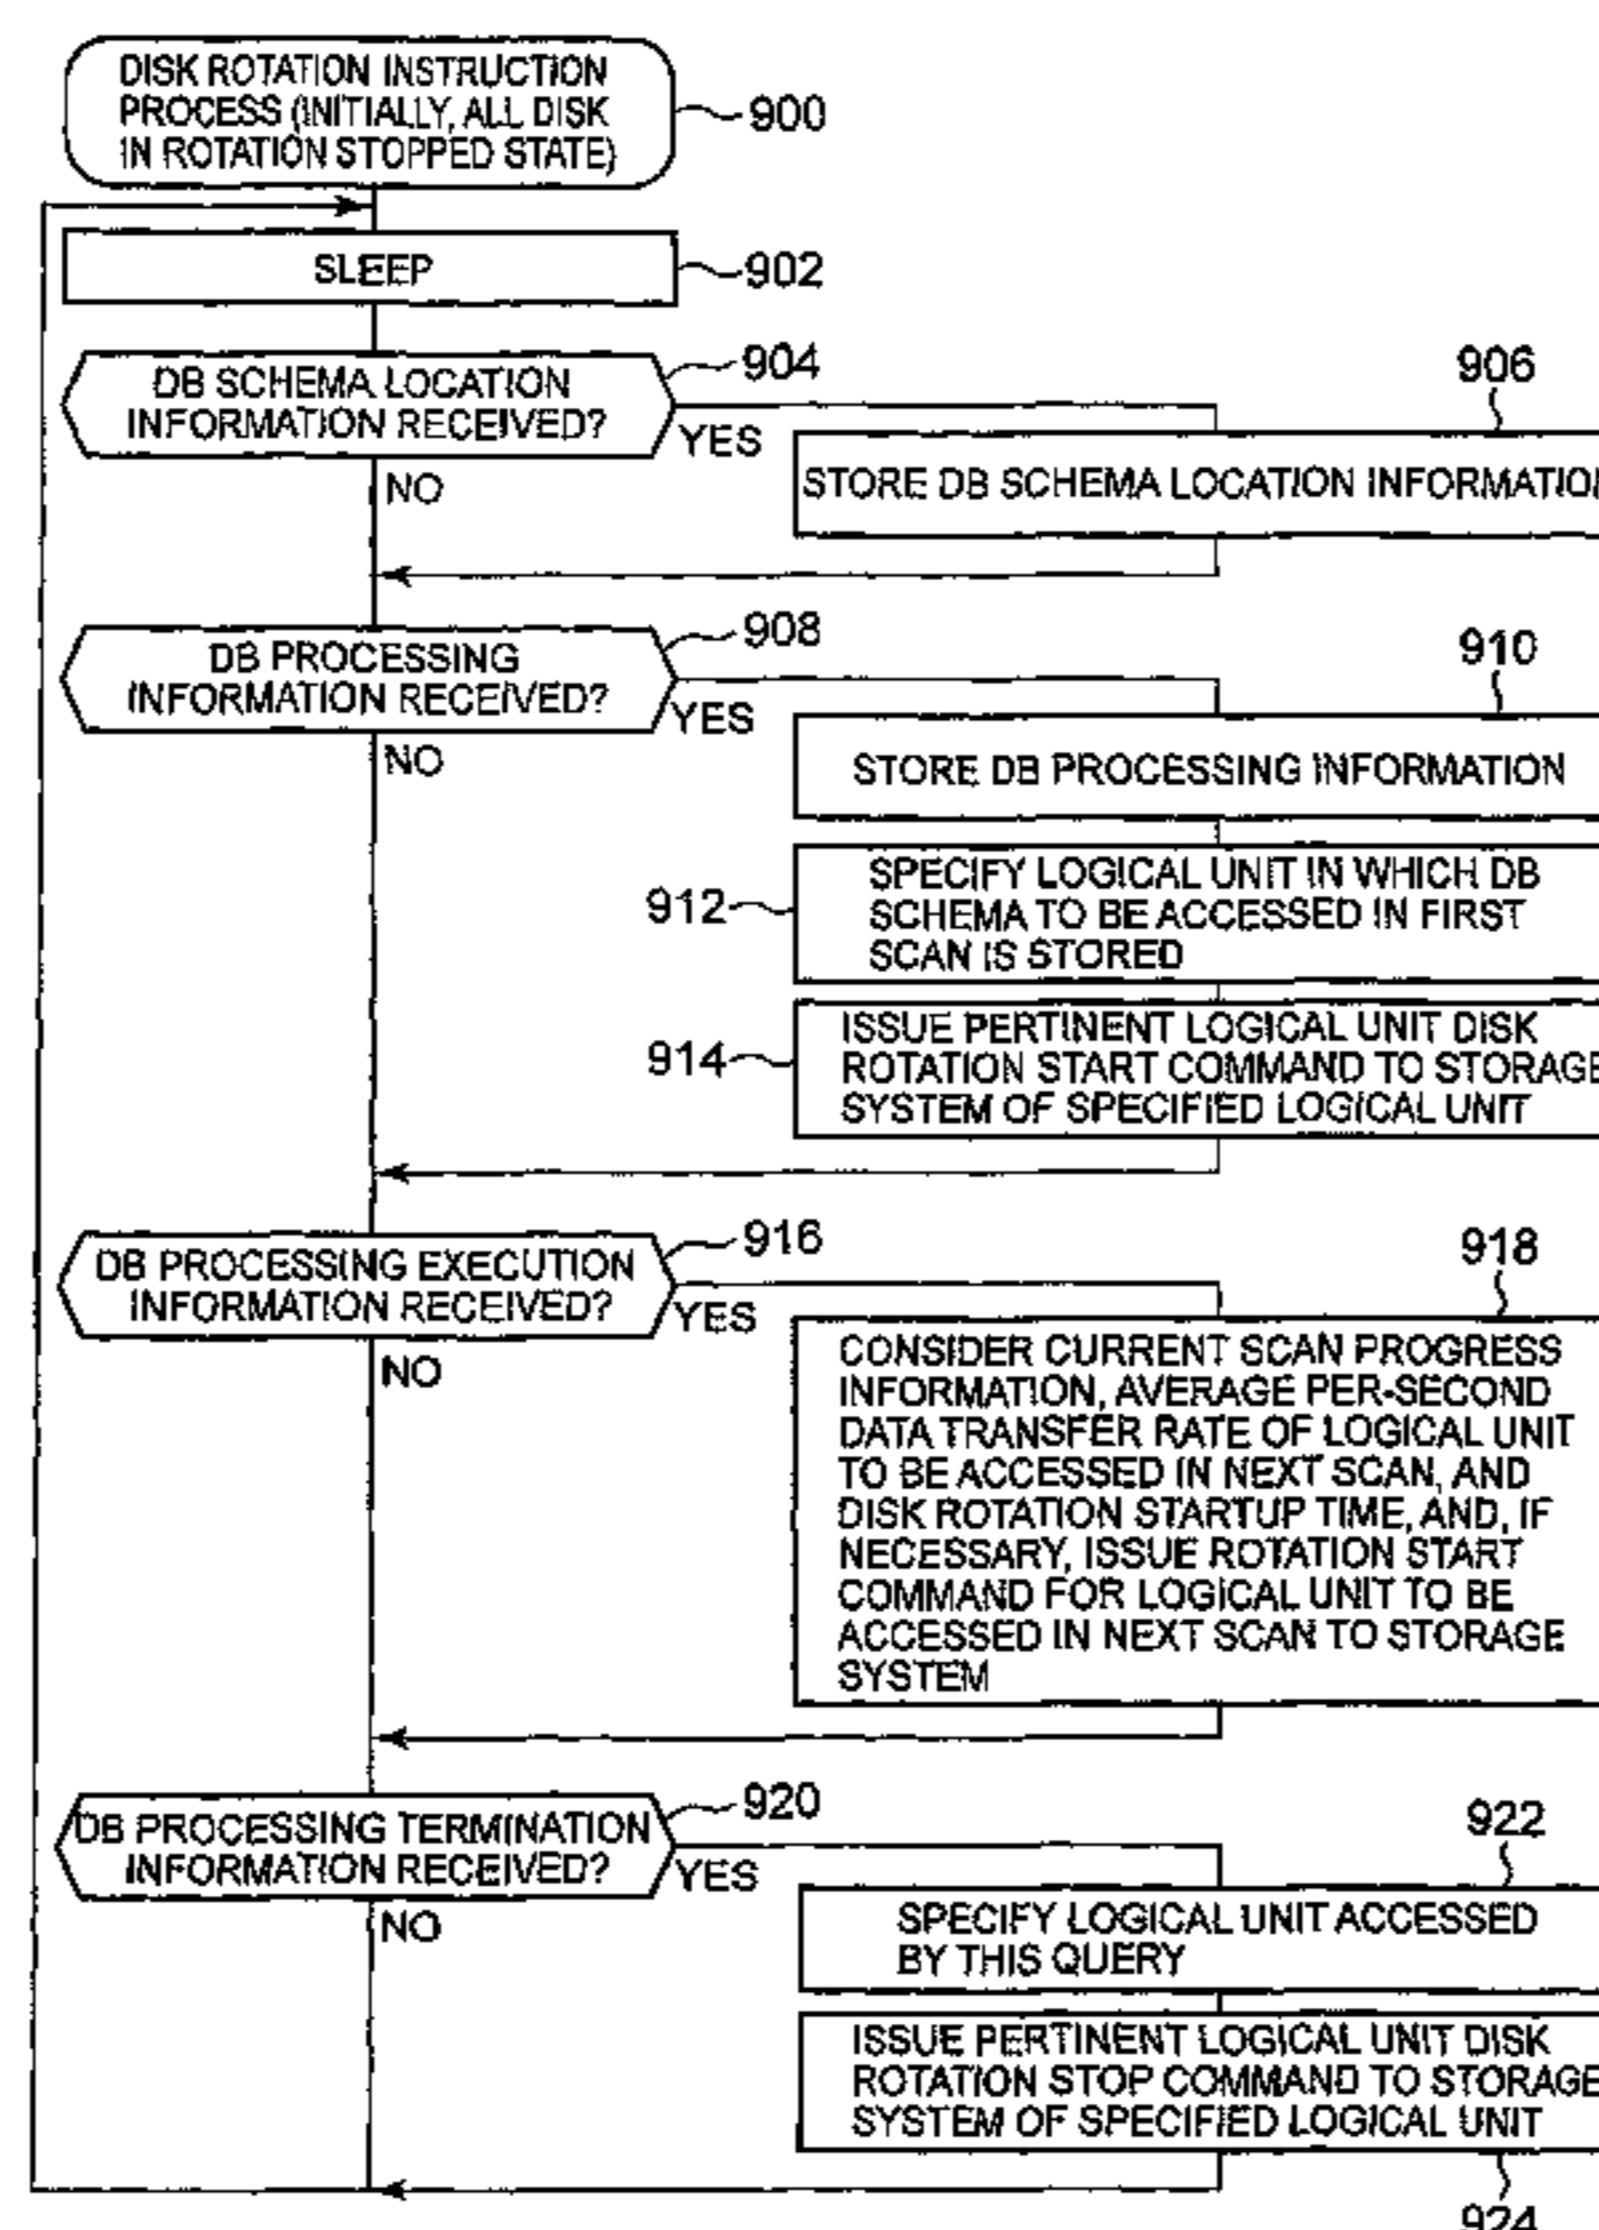 DISK ROTATION INSTRUCTION
PROCESS (INITIALLY, ALL DISK
IN ROTATION STOPPED STATE)
900
SLEEP
902
DB SCHEMA LOCATION
INFORMATION RECEIVED?
904
YES
NO
906
STORE DB SCHEMA LOCATION INFORMATION
DB PROCESSING
INFORMATION RECEIVED?
908
YES
NO
910
STORE DB PROCESSING INFORMATION
912
SPECIFY LOGICAL UNIT IN WHICH DB
SCHEMA TO BE ACCESSED IN FIRST
SCAN IS STORED
914
ISSUE PERTINENT LOGICAL UNIT DISK
ROTATION START COMMAND TO STORAGE
SYSTEM OF SPECIFIED LOGICAL UNIT
DB PROCESSING EXECUTION
INFORMATION RECEIVED?
916
YES
NO
918
CONSIDER CURRENT SCAN PROGRESS
INFORMATION, AVERAGE PER-SECOND
DATA TRANSFER RATE OF LOGICAL UNIT
TO BE ACCESSED IN NEXT SCAN, AND
DISK ROTATION STARTUP TIME, AND, IF
NECESSARY, ISSUE ROTATION START
COMMAND FOR LOGICAL UNIT TO BE
ACCESSED IN NEXT SCAN TO STORAGE
SYSTEM
DB PROCESSING TERMINATION
INFORMATION RECEIVED?
920
YES
NO
922
SPECIFY LOGICAL UNIT ACCESSED
BY THIS QUERY
ISSUE PERTINENT LOGICAL UNIT DISK
ROTATION STOP COMMAND TO STORAGE
SYSTEM OF SPECIFIED LOGICAL UNIT
924